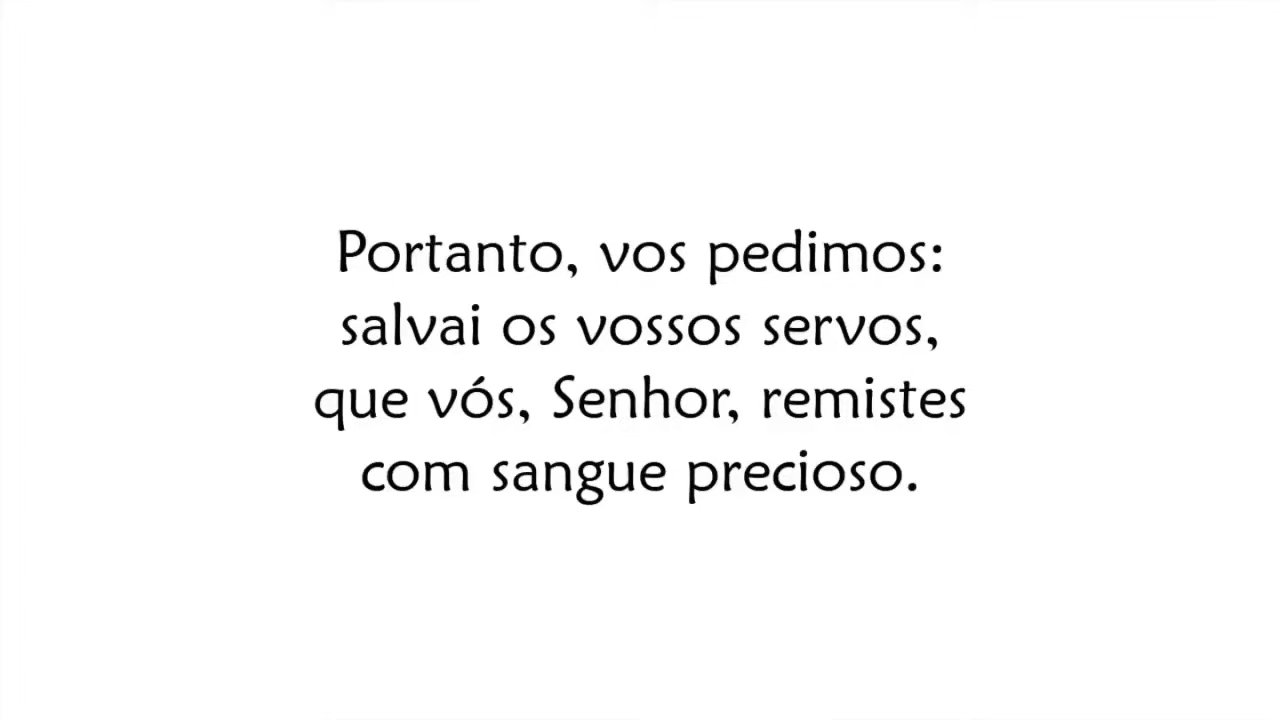 Portanto, vos pedimos:
salvai os vossos servos,
que vós, Senhor, remistes
com sangue precioso.